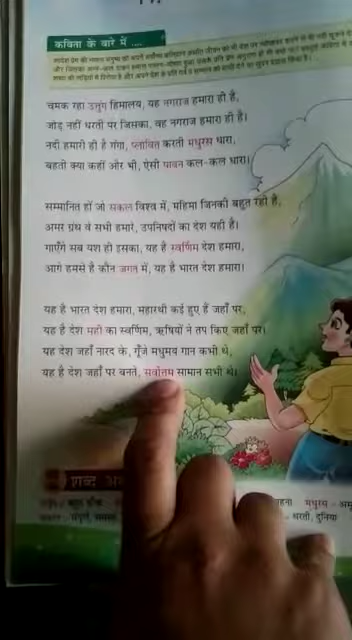 कविता के बारे में ....
चमक रहा उत्तुंग हिमालय, यह नगराज हमारा ही है,
जोड़ नहीं धरती पर जिसका, वह नगराज हमारा ही है।
नदी हमारी ही है गंगा, प्लावित करती मधुरस धारा,
बहती क्या कहीं और भी, ऐसी पावन कल-कल धारा।
सम्मानित हों जो सकल विश्व में, महिमा जिनकी बहुत रही है,
अमर ग्रंथ वे सभी हमारे, उपनिषदों का देश यही है।
गाएँगे सब यश हो इसका, यह है स्वर्णिम देश हमारा,
आगे हमसे है कौन जगत में, यह है भारत देश हमारा।
यह है भारत देश हमारा, महारथी कई हुए हैं जहाँ पर,
यह है देश मही का स्वर्णिम, ऋषियों ने तप किए जहाँ पर।
यह देश जहाँ नारद के, गूँजे मधुमय गान कभी थे,
यह है देश जहाँ पर बनते, सर्वोत्तम सामान सभी थे।
शब्द
मधुरस
धरती, दुनिया